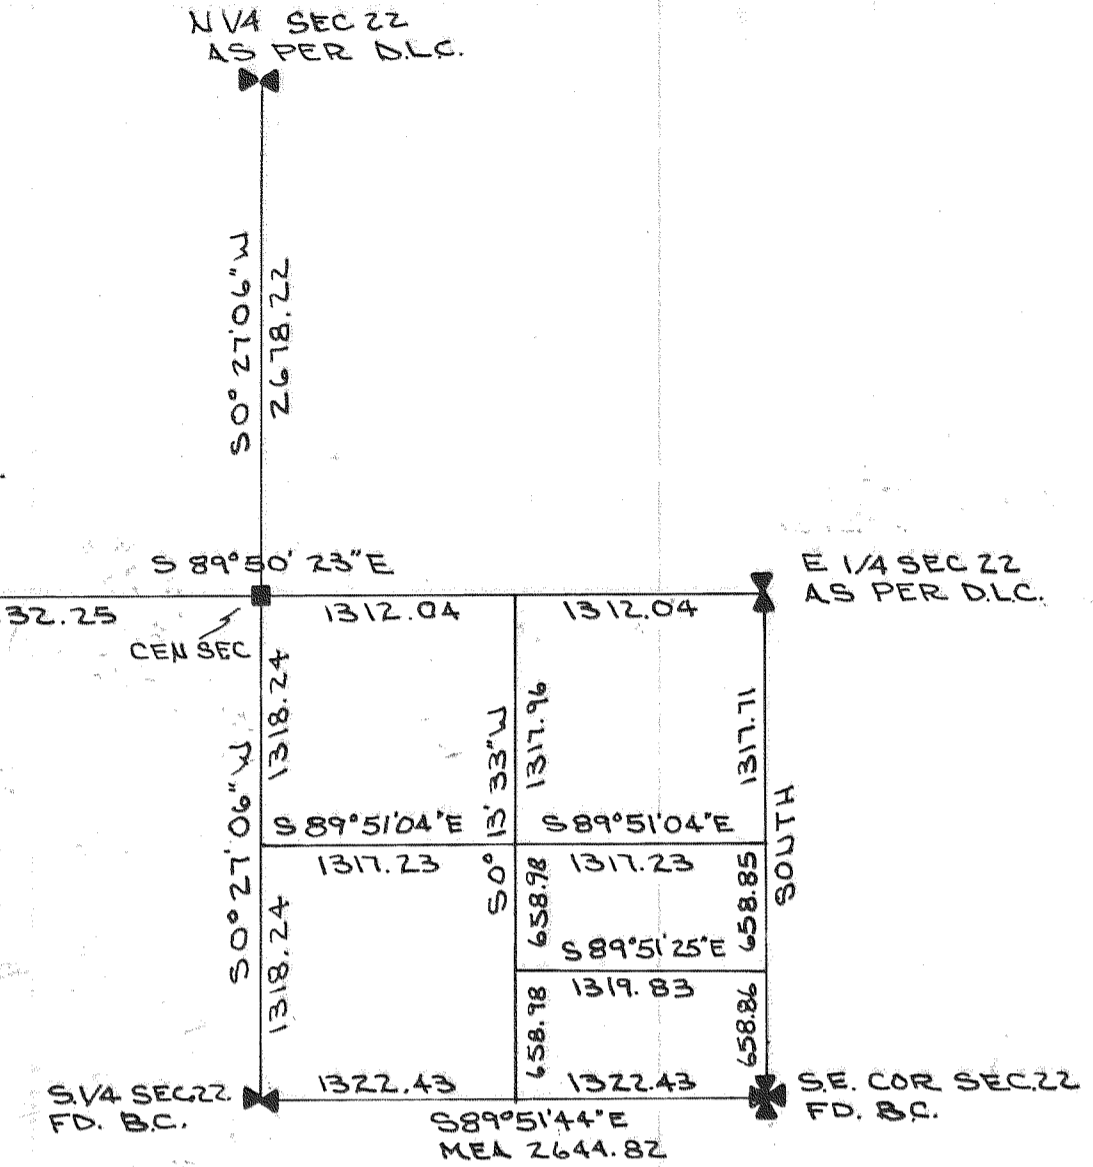 N 1/4 SEC 22
AS PER D.L.C.
S0°27'06"W
2678.22
S 89°50'23"E
E 1/4 SEC 22
AS PER D.L.C.
32.25
1312.04
1312.04
CEN SEC
1318.24
1317.96
1317.71
S0°27'06"W
S0°13'33"W
SOUTH
S89°51'04"E
S89°51'04"E
1317.23
1317.23
1318.24
658.98
658.85
S89°51'25"E
1319.83
658.98
658.86
S.1/4 SEC.22.
FD. B.C.
1322.43
1322.43
S.E. COR SEC.22
FD. B.C.
S89°51'44"E
MEA 2644.82